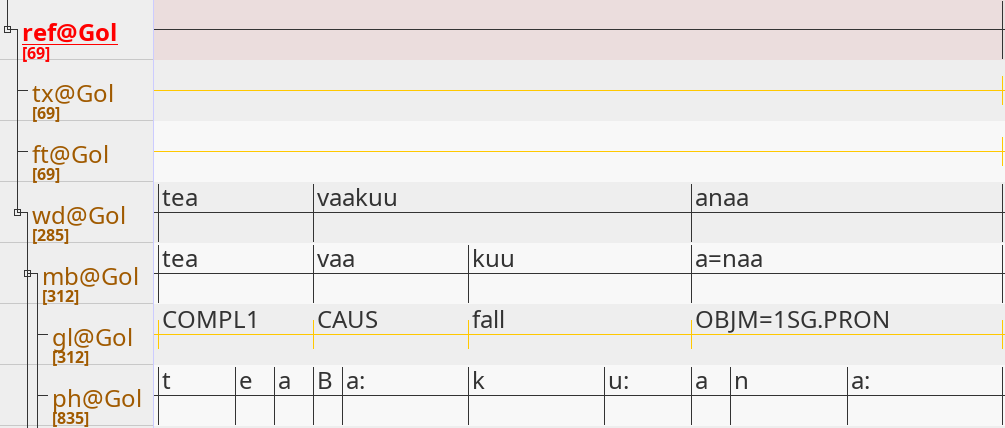 ref@Gol
[69]
tx@Gol
[69]
ft@Gol
[69]
wd@Gol tea vaakuu anaa
[285]
mb@Gol tea vaa kuu a=naa
[312]
gl@Gol COMPL1 CAUS fall OBJM=1SG.PRON
[312]
ph@Gol t e a B a: k u: a n a:
[835]